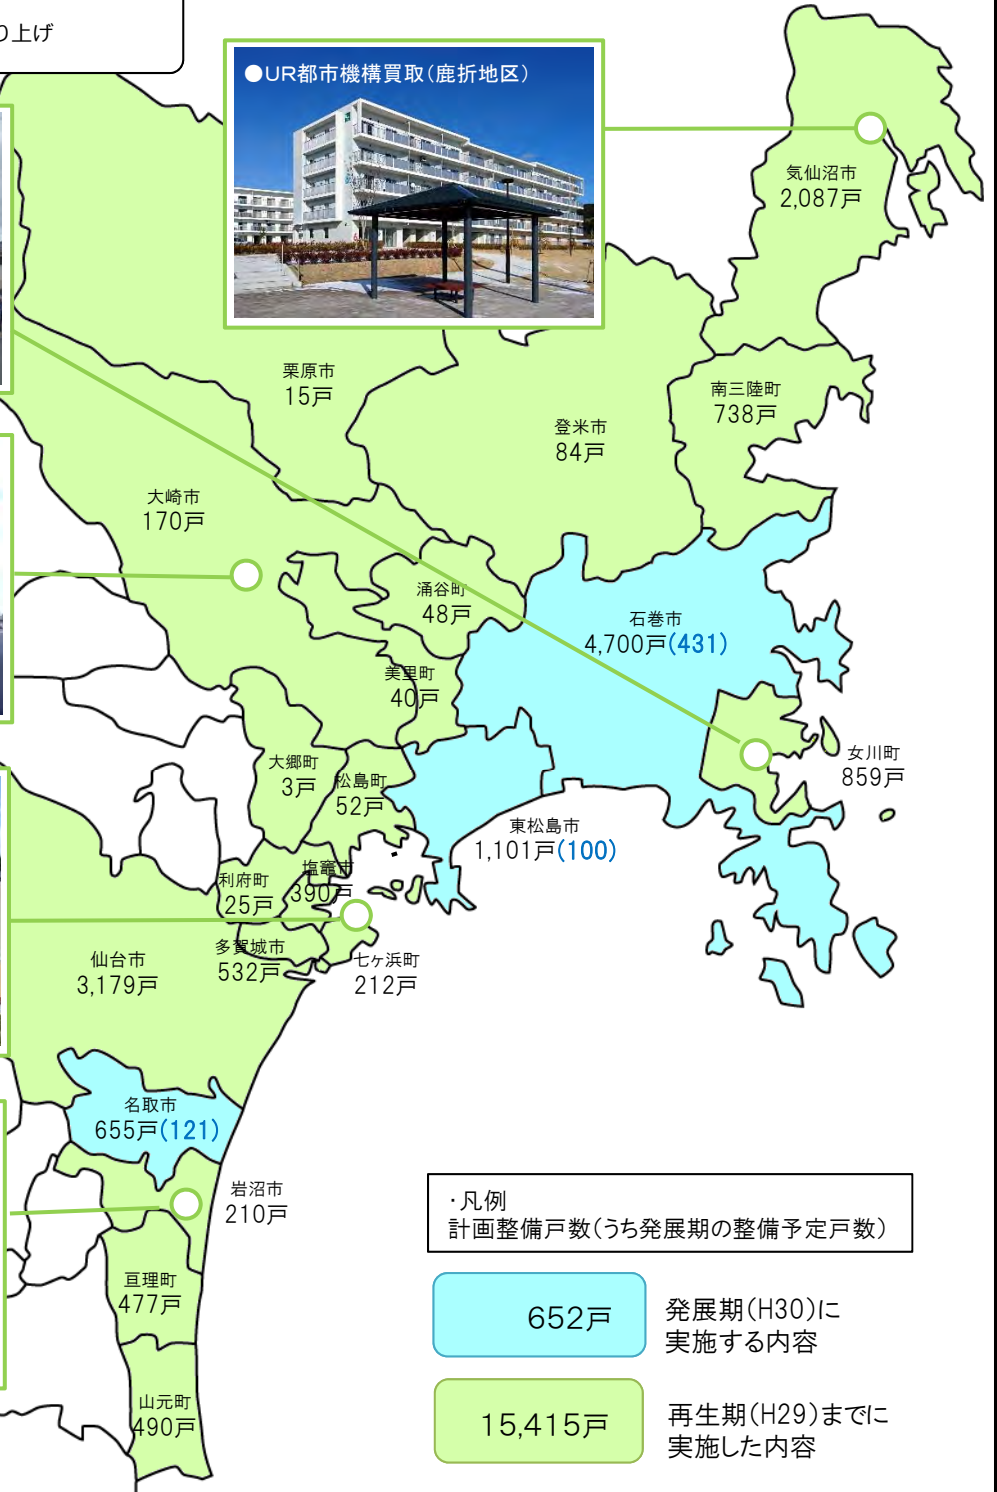 り上げ
●UR都市機構買取(鹿折地区)
気仙沼市
2,087戸
栗原市
15戸
南三陸町
738戸
登米市
84戸
大崎市
170戸
涌谷町
48戸
石巻市
4,700戸(431)
美里町
40戸
女川町
859戸
大郷町
3戸
松島町
52戸
東松島市
1,101戸(100)
塩竈市
390戸
利府町
25戸
多賀城市
532戸
七ヶ浜町
212戸
仙台市
3,179戸
名取市
655戸(121)
岩沼市
210戸
亘理町
477戸
山元町
490戸
・凡例
計画整備戸数(うち発展期の整備予定戸数)
652戸
発展期(H30)に
実施する内容
15,415戸
再生期(H29)までに
実施した内容